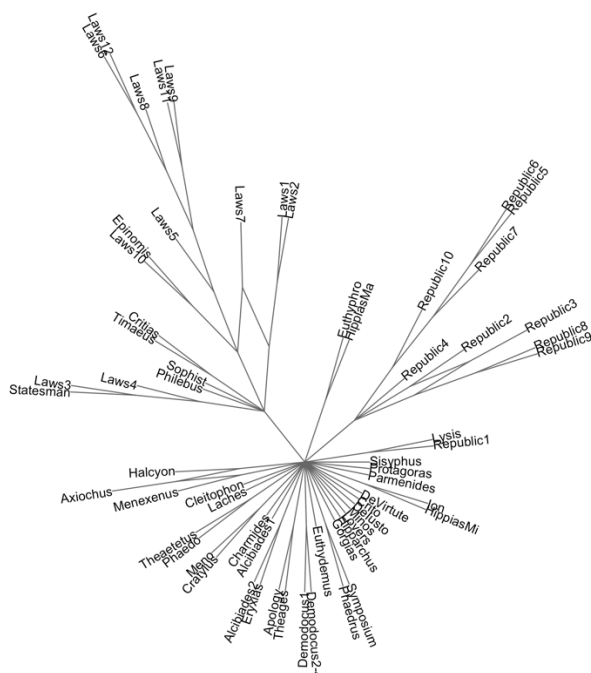 Laws12
Laws6
Laws9
Laws11
Laws8
Laws7
Laws1
Laws2
Laws5
Epinomis
Laws10
Critias
Timaeus
Sophist
Philebus
Laws3
Laws4
Statesman
Euthyphro
HippiasMa
Republic6
Republic5
Republic7
Republic10
Republic3
Republic2
Republic8
Republic9
Republic4
Lysis
Republic1
Sisyphus
Protagoras
Parmenides
Ion
HippiasMi
DeVirtute
Minos
Gorgias
Symposium
Phaedrus
Euthydemus
Demodocus2-
Demodocus1
Theages
Apology
Eryxias
Alcibiades2
Alcibiades1
Charmides
Cratylus
Meno
Phaedo
Theaetetus
Laches
Cleitophon
Menexenus
Axiochus
Halcyon